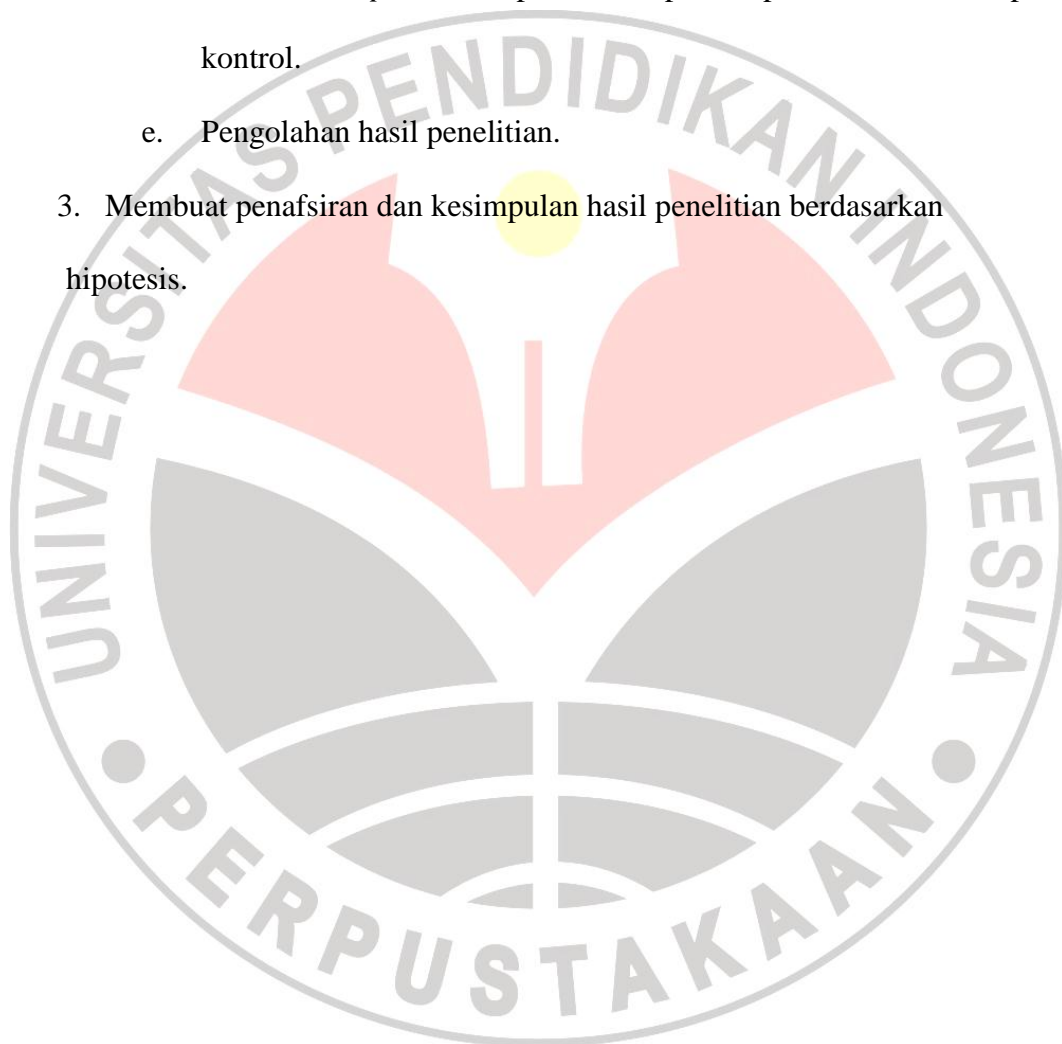 kontrol.
e. Pengolahan hasil penelitian.
3. Membuat penafsiran dan kesimpulan hasil penelitian berdasarkan
hipotesis.
UNIVERSITAS PENDIDIKAN INDONESIA
PERPUSTAKAAN